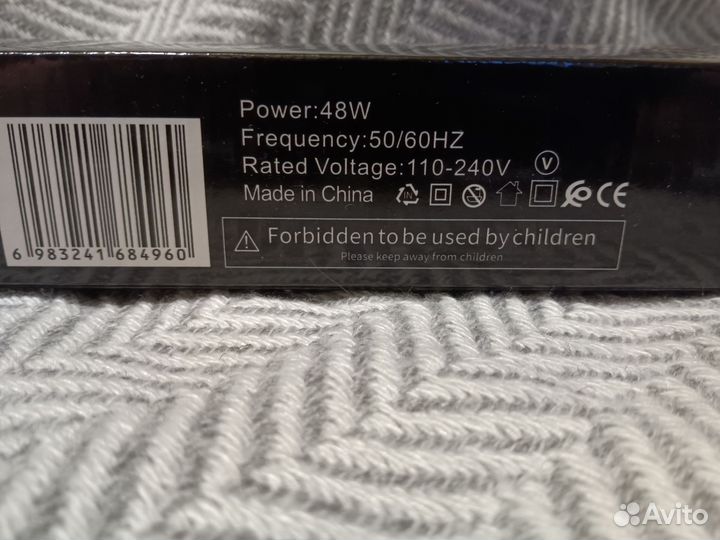 Power:48W
Frequency:50/60HZ
Rated Voltage:110-240V V
Made in China CE
Forbidden to be used by children
Please keep away from children
6 983241 684960
Avito